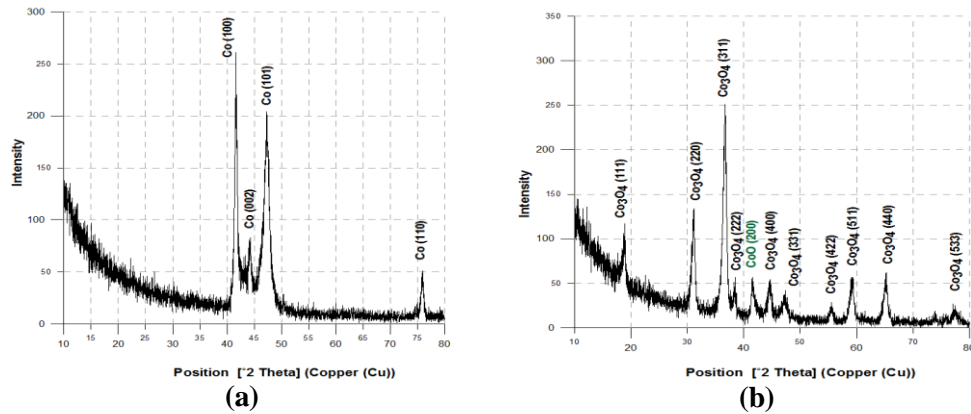 300
250
200
150
100
50
0
Intensity
Co (100)
Co (002)
Co (101)
Co (110)
10 15 20 25 30 35 40 45 50 55 60 65 70 75 80
Position [°2 Theta] (Copper (Cu))
(a)
350
300
250
200
150
100
50
0
Intensity
Co₃O₄ (111)
Co₃O₄ (220)
Co₃O₄ (311)
Co₃O₄ (222)
CoO (200)
Co₃O₄ (400)
Co₃O₄ (331)
Co₃O₄ (422)
Co₃O₄ (511)
Co₃O₄ (440)
Co₃O₄ (533)
10 20 30 40 50 60 70 80
Position [°2 Theta] (Copper (Cu))
(b)